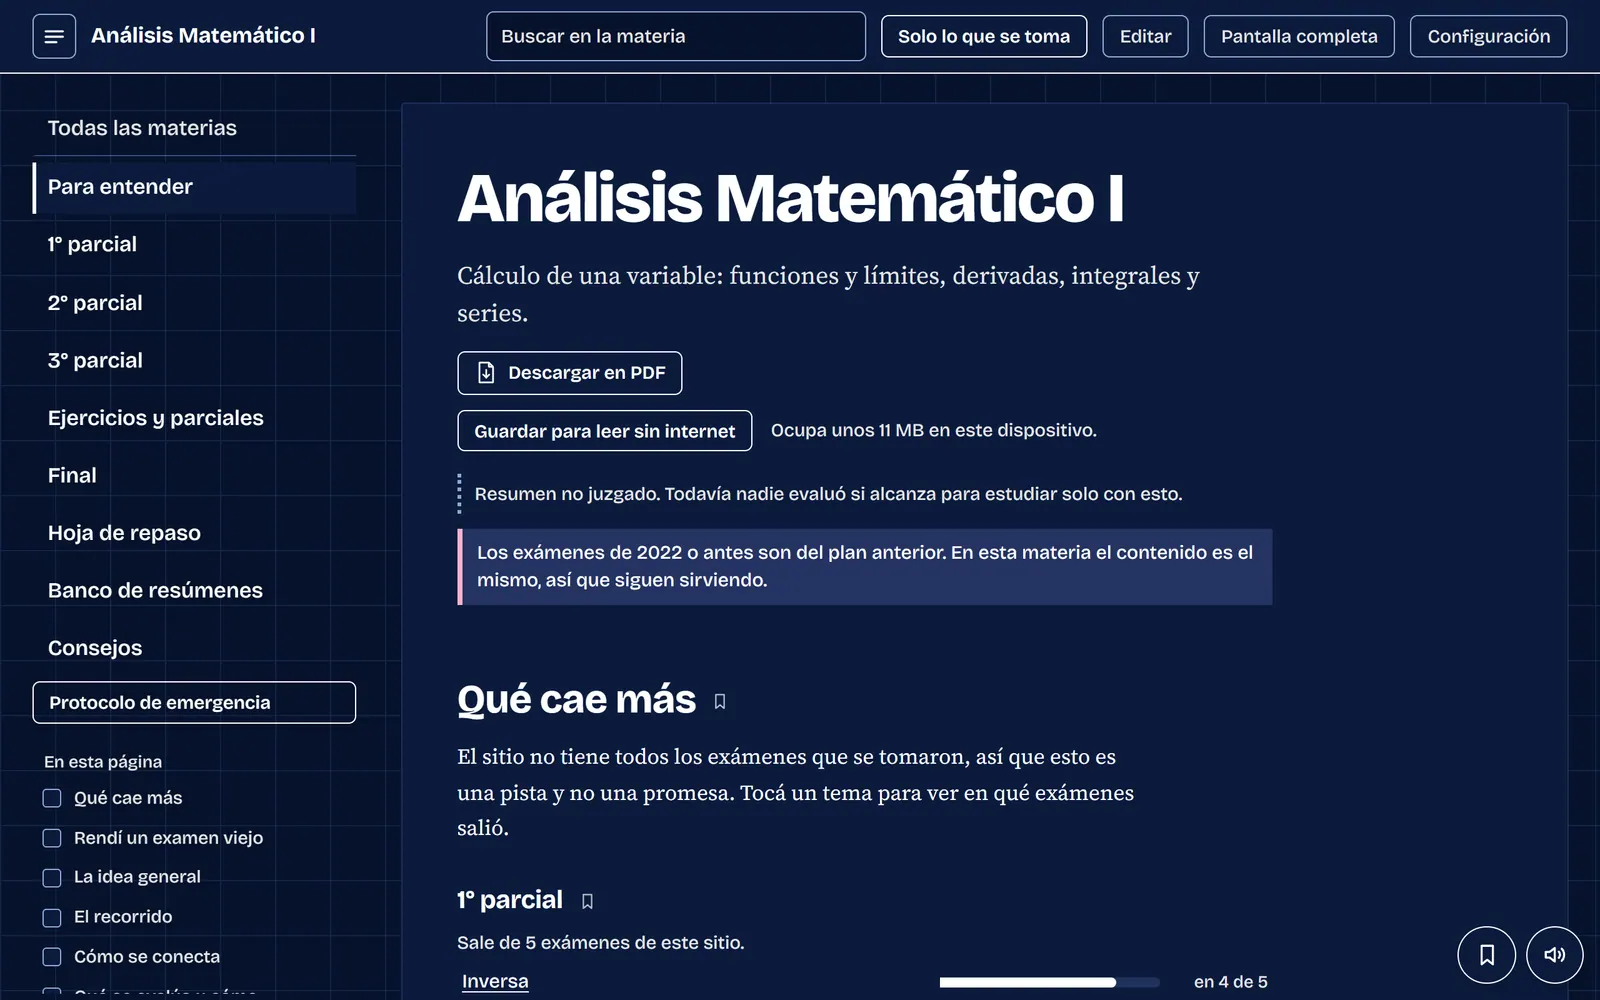 Análisis Matemático I
Buscar en la materia
Solo lo que se toma
Editar
Pantalla completa
Configuración
Todas las materias
Para entender
1° parcial
2° parcial
3° parcial
Ejercicios y parciales
Final
Hoja de repaso
Banco de resúmenes
Consejos
Protocolo de emergencia
En esta página
Qué cae más
Rendí un examen viejo
La idea general
El recorrido
Cómo se conecta
Análisis Matemático I
Cálculo de una variable: funciones y límites, derivadas, integrales y
series.
Descargar en PDF
Guardar para leer sin internet
Ocupa unos 11 MB en este dispositivo.
Resumen no juzgado. Todavía nadie evaluó si alcanza para estudiar solo con esto.
Los exámenes de 2022 o antes son del plan anterior. En esta materia el contenido es el
mismo, así que siguen sirviendo.
Qué cae más
El sitio no tiene todos los exámenes que se tomaron, así que esto es
una pista y no una promesa. Tocá un tema para ver en qué exámenes
salió.
1° parcial
Sale de 5 exámenes de este sitio.
Inversa
en 4 de 5